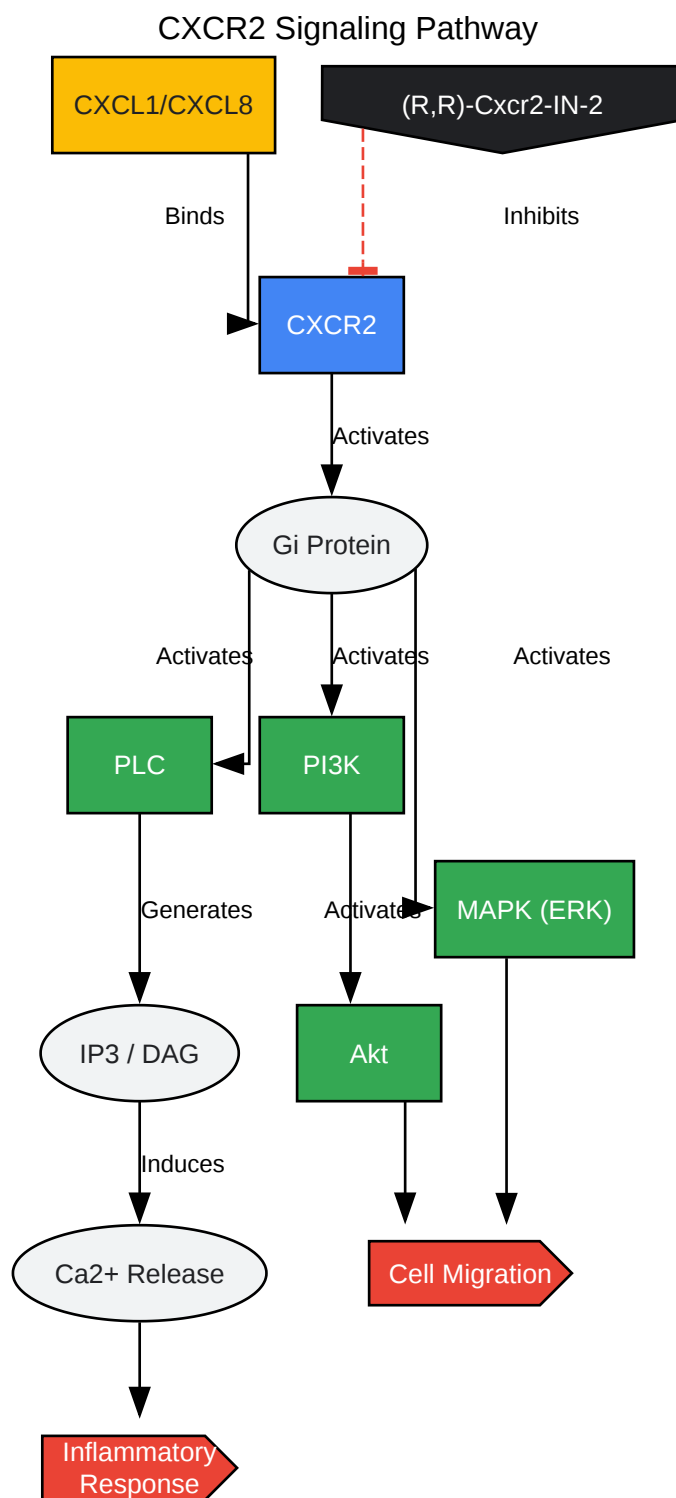 CXCR2 Signaling Pathway
CXCL1/CXCL8
(R,R)-Cxcr2-IN-2
Binds
Inhibits
CXCR2
Activates
Gi Protein
Activates
Activates
Activates
PLC
PI3K
Generates
Activates
MAPK (ERK)
IP3 / DAG
Akt
Induces
Ca2+ Release
Cell Migration
Inflammatory
Response